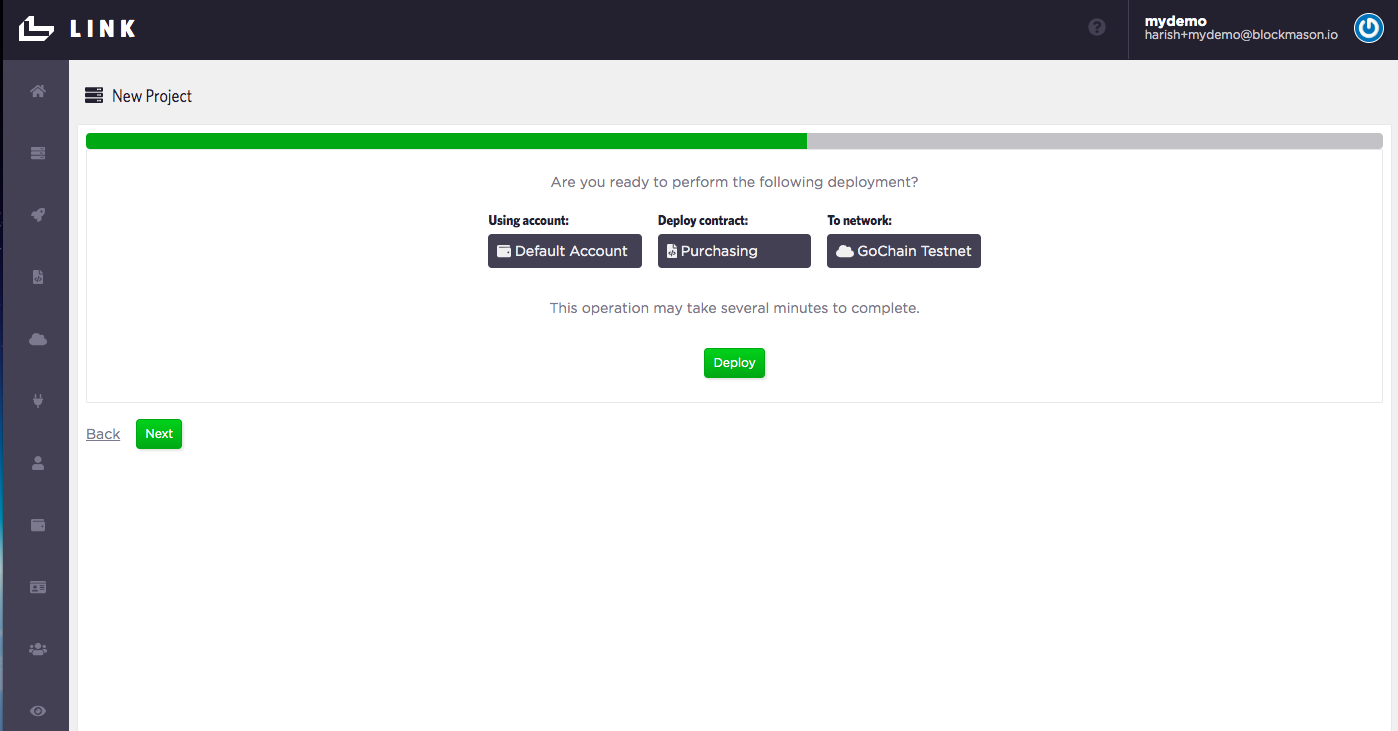 LINK
?
mydemo
harish+mydemo@blockmason.io
New Project
Are you ready to perform the following deployment?
Using account: Deploy contract: To network:
Default Account Purchasing GoChain Testnet
This operation may take several minutes to complete.
Deploy
Back Next